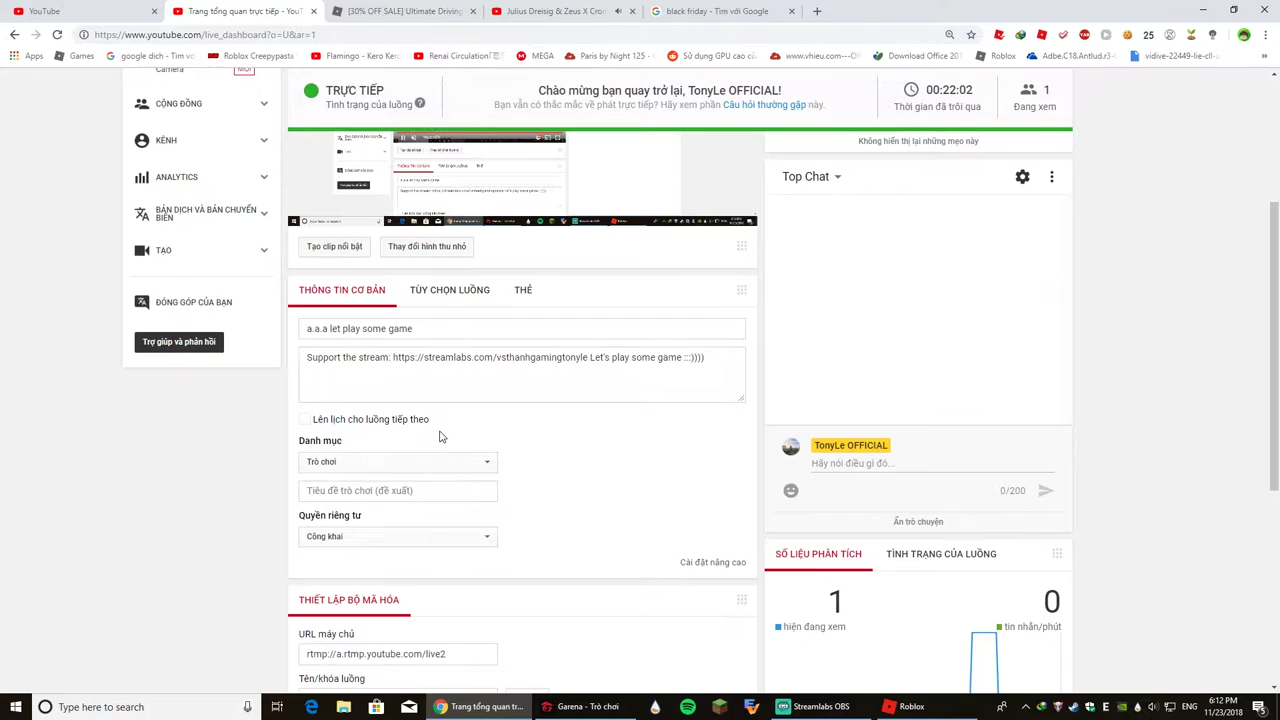 YouTube
Trang tổng quan trực tiếp - YouT
[30% OFF SALE] Ultimate Driving
Julius Dreisig & Zeus X Cron
black friday - Tìm với Google
https://www.youtube.com/live_dashboard?o=U&ar=1
25
Apps
google dich - Tìm vớ
Roblox Creepypasta
Flamingo - Kero Kero
Renai Circulation
MEGA
Paris by Night 125 -
Sử dụng GPU cao củ
www.vhieu.com---Of
Download Office 201
Roblox
Adbe.C18.Antlud.r3-v
vidive-22449-lie-cll-
Camera
MỚI
CỘNG ĐỒNG
KÊNH
ANALYTICS
BẢN DỊCH VÀ BẢN CHUYỂN
BIÊN
TẠO
ĐÓNG GÓP CỦA BẠN
Trợ giúp và phản hồi
TRỰC TIẾP
Tình trạng của luồng
Chào mừng bạn quay trở lại, TonyLe OFFICIAL!
Bạn vẫn có thắc mắc về phát trực tiếp? Hãy xem phần Câu hỏi thường gặp này.
00:22:02
Thời gian đã trôi qua
1
Đang xem
Không hiển thị lại những mẹo này
Tạo clip nổi bật
Thay đổi hình thu nhỏ
THÔNG TIN CƠ BẢN
TÙY CHỌN LUỒNG
THẺ
a.a.a let play some game
Support the stream: https://streamlabs.com/vsthanhgamingtonyle Let's play some game :::))))
Lên lịch cho luồng tiếp theo
Danh mục
Trò chơi
Tiêu đề trò chơi (đề xuất)
Quyền riêng tư
Công khai
Cài đặt nâng cao
THIẾT LẬP BỘ MÃ HÓA
URL máy chủ
rtmp://a.rtmp.youtube.com/live2
Tên/khóa luồng
Top Chat
TonyLe OFFICIAL
Hãy nói điều gì đó...
0/200
Ẩn trò chuyện
SỐ LIỆU PHÂN TÍCH
TÌNH TRẠNG CỦA LUỒNG
1
hiện đang xem
0
tin nhắn/phút
Type here to search
Trang tổng quan tr...
Garena - Trò chơi
Streamlabs OBS
Roblox
6:12 PM
11/23/2018